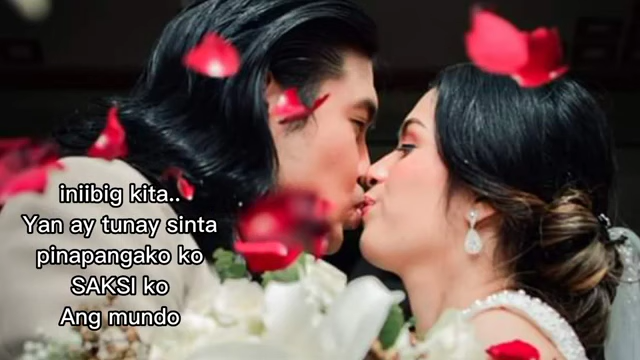 iniibig kita..
Yan ay tunay sinta
pinapangako ko
SAKSI ko
Ang mundo